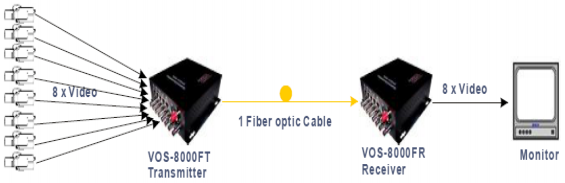 8 x Video
VOS-8000FT
Transmitter
1 Fiber optic Cable
VOS-8000FR
Receiver
8 x Video
Monitor